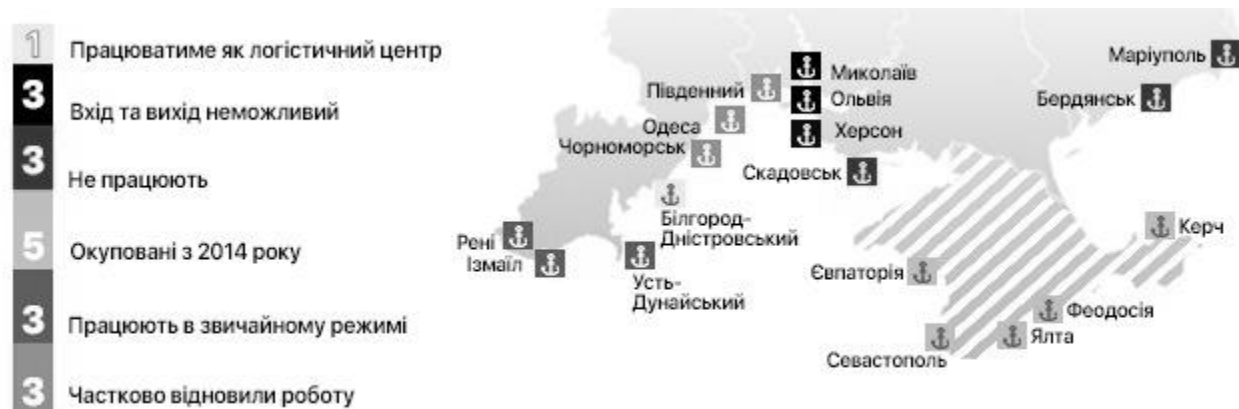 1
Працюватиме як логістичний центр
3
Вхід та вихід неможливий
3
Не працюють
5
Окуповані з 2014 року
3
Працюють в звичайному режимі
3
Частково відновили роботу
Маріуполь
Миколаїв
Південний
Бердянськ
Ольвія
Одеса
Херсон
Чорноморськ
Скадовськ
Білгород-
Дністровський
Керч
Рені
Ізмаїл
Євпаторія
Усть-
Дунайський
Феодосія
Ялта
Севастополь